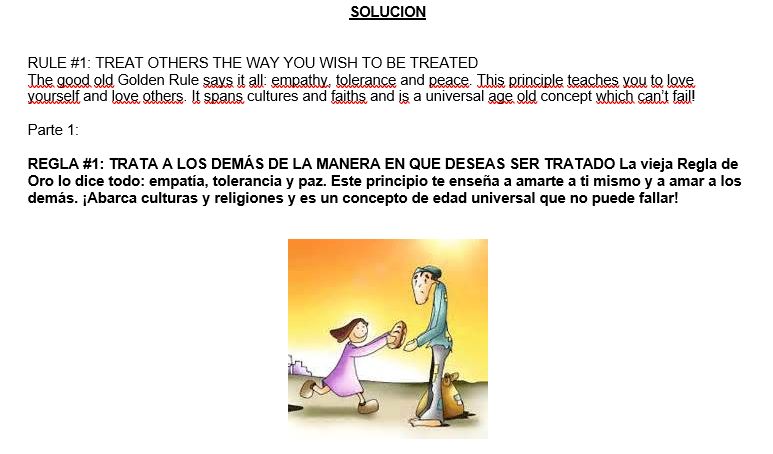 SOLUCION
RULE #1: TREAT OTHERS THE WAY YOU WISH TO BE TREATED
The good old Golden Rule says it all: empathy, tolerance and peace. This principle teaches you to love
yourself and love others. It spans cultures and faiths and is a universal age old concept which can't fail!
Parte 1:
REGLA #1: TRATA A LOS DEMÁS DE LA MANERA EN QUE DESEAS SER TRATADO La vieja Regla de
Oro lo dice todo: empatía, tolerancia y paz. Este principio te enseña a amarte a ti mismo y a amar a los
demás. ¡Abarca culturas y religiones y es un concepto de edad universal que no puede fallar!